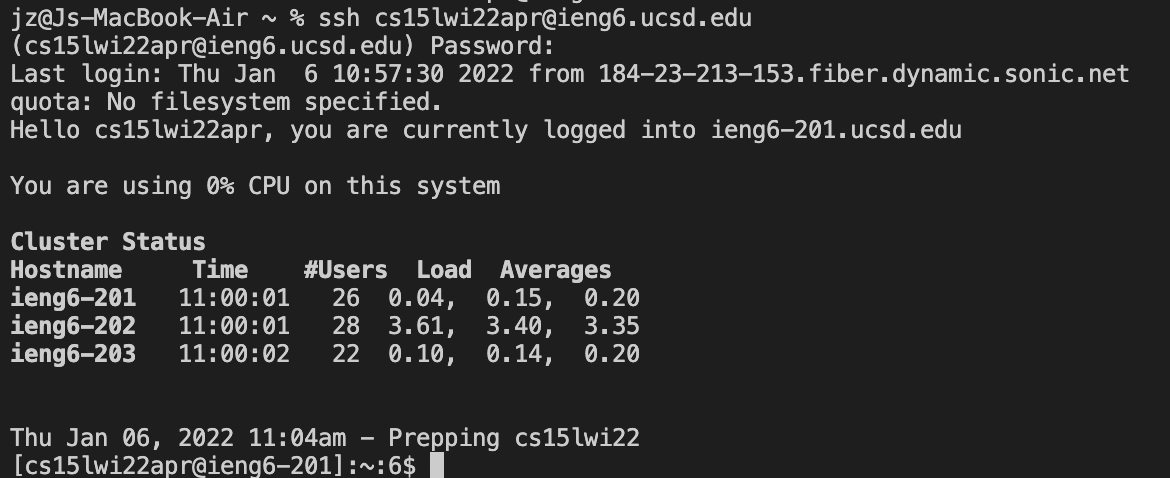 jz@Js-MacBook-Air ~ % ssh cs15lwi22apr@ieng6.ucsd.edu
(cs15lwi22apr@ieng6.ucsd.edu) Password:
Last login: Thu Jan  6 10:57:30 2022 from 184-23-213-153.fiber.dynamic.sonic.net
quota: No filesystem specified.
Hello cs15lwi22apr, you are currently logged into ieng6-201.ucsd.edu
You are using 0% CPU on this system
Cluster Status
Hostname     Time    #Users  Load  Averages
ieng6-201   11:00:01   26  0.04,  0.15,  0.20
ieng6-202   11:00:01   28  3.61,  3.40,  3.35
ieng6-203   11:00:02   22  0.10,  0.14,  0.20
Thu Jan 06, 2022 11:04am - Prepping cs15lwi22
[cs15lwi22apr@ieng6-201]:~:6$